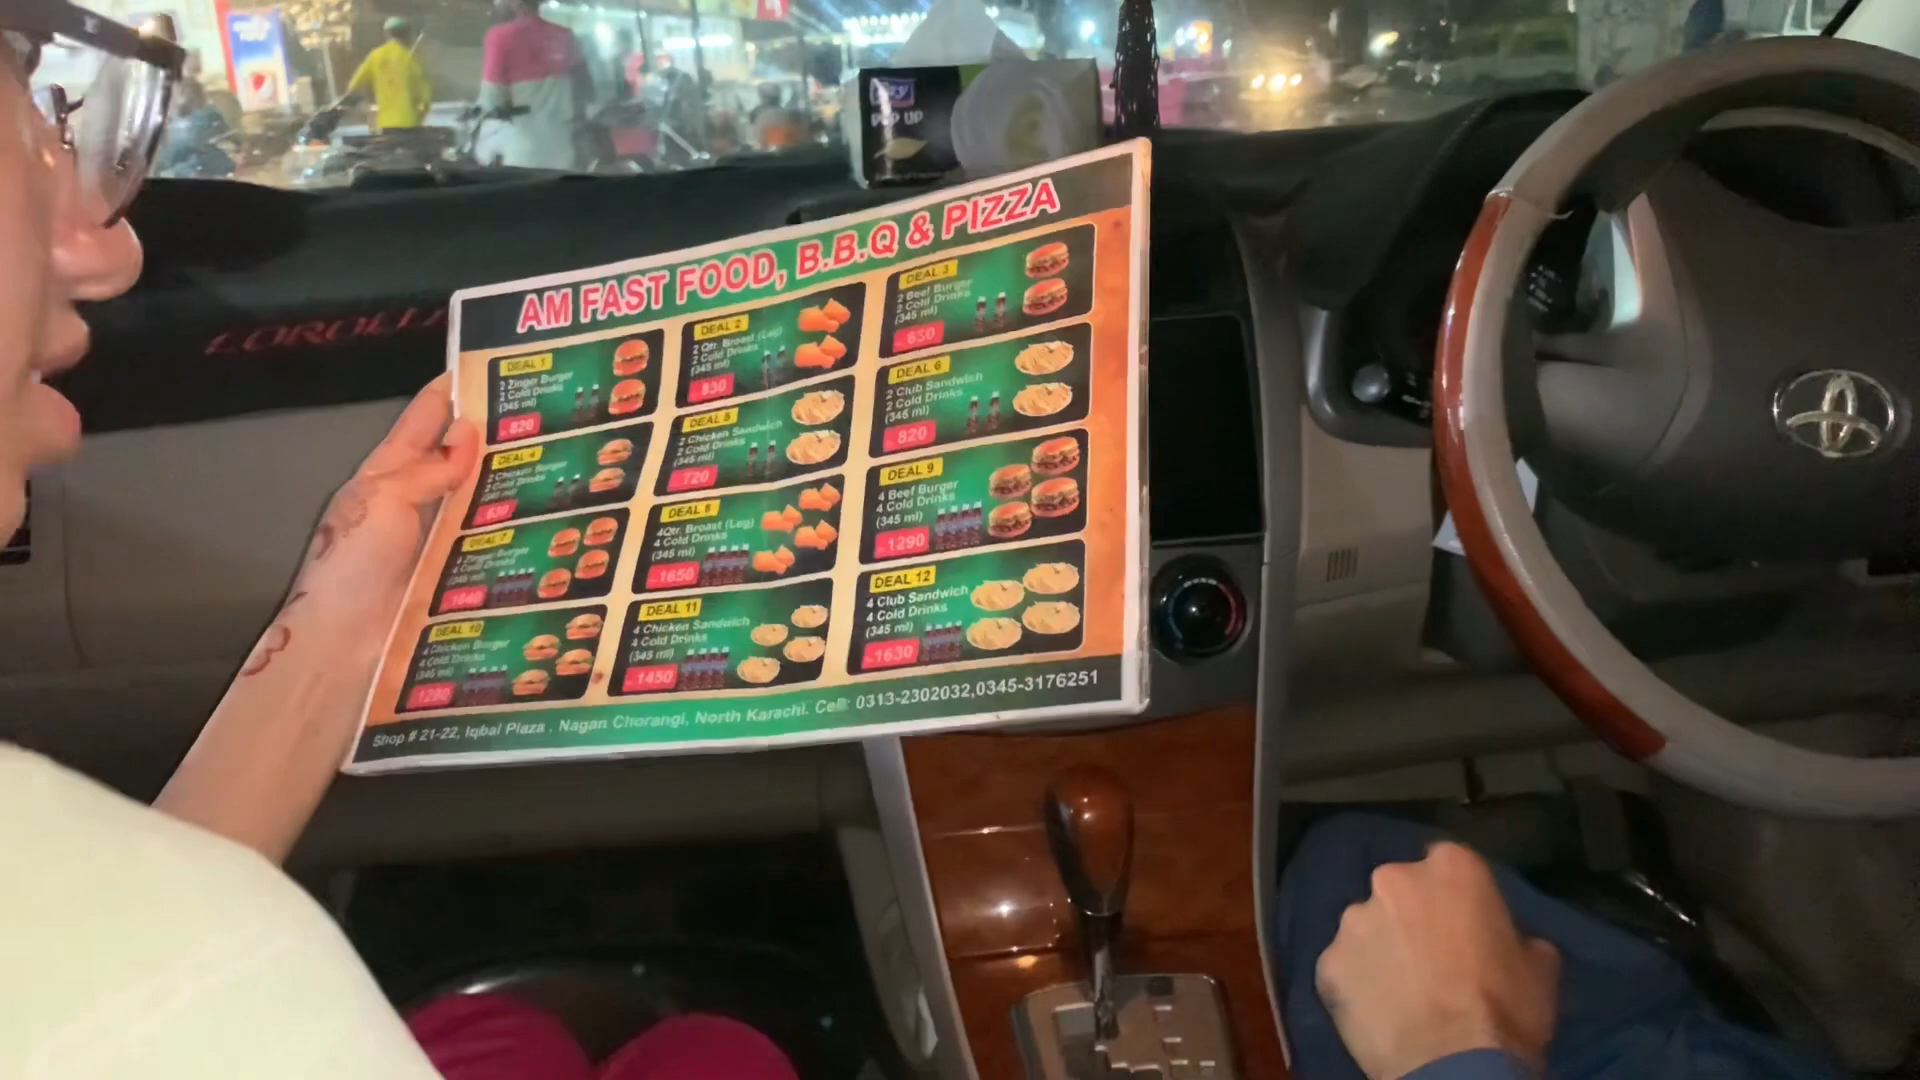 POP UP
COROLLA
AM FAST FOOD, B.B.Q & PIZZA
DEAL 1
2 Zinger Burger
2 Cold Drinks
(345 ml)
820
DEAL 2
2 Qtr. Broast (Leg)
2 Cold Drinks
(345 ml)
830
DEAL 3
2 Beef Burger
2 Cold Drinks
(345 ml)
650
DEAL 4
2 Chicken Burger
2 Cold Drinks
(345 ml)
630
DEAL 5
2 Chicken Sandwich
2 Cold Drinks
(345 ml)
720
DEAL 6
2 Club Sandwich
2 Cold Drinks
(345 ml)
820
DEAL 7
4 Zinger Burger
4 Cold Drinks
(345 ml)
1640
DEAL 8
4Qtr. Broast (Leg)
4 Cold Drinks
(345 ml)
1650
DEAL 9
4 Beef Burger
4 Cold Drinks
(345 ml)
1290
DEAL 10
4 Chicken Burger
4 Cold Drinks
(345 ml)
1290
DEAL 11
4 Chicken Sandwich
4 Cold Drinks
(345 ml)
1450
DEAL 12
4 Club Sandwich
4 Cold Drinks
(345 ml)
1630
Shop # 21-22, Iqbal Plaza , Nagan Chorangi, North Karachi. Cell: 0313-2302032,0345-3176251